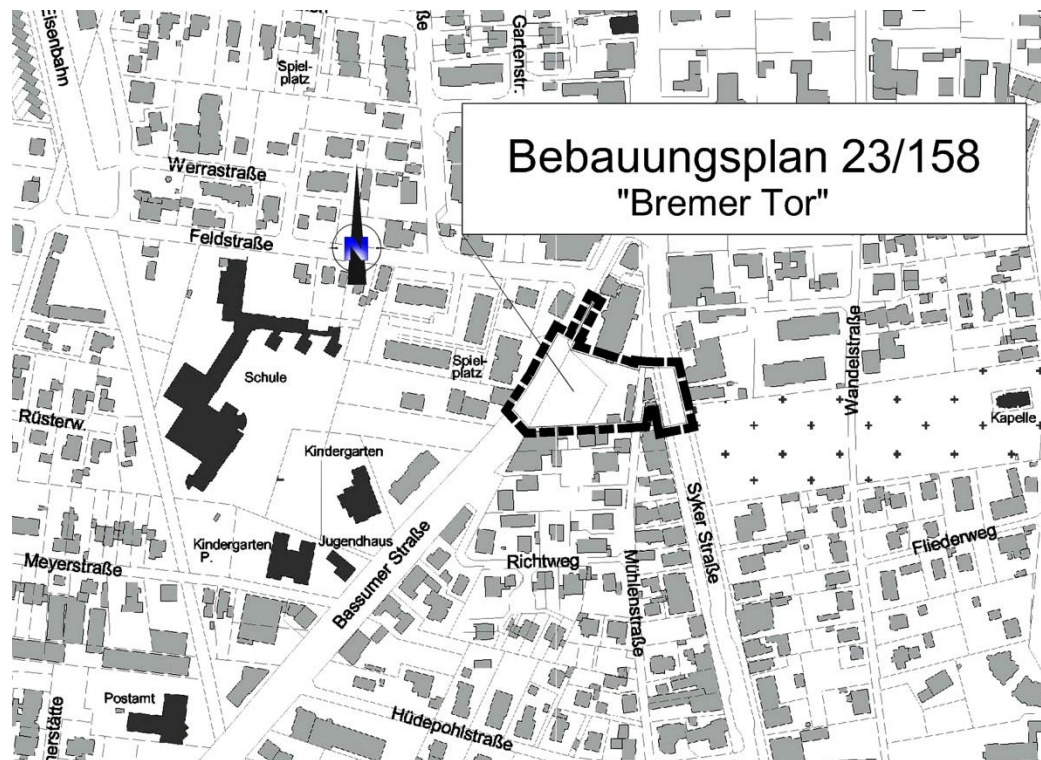 Eisenbahn
Spiel-
platz
Gartenstr.
Bebauungsplan 23/158
"Bremer Tor"
Werrastraße
Feldstraße
N
Schule
Spiel-
platz
Wandelstraße
Kapelle
Rüsterw.
Kindergarten
Kindergarten
P.
Jugendhaus
Meyerstraße
Bassumer Straße
Richtweg
Mühlenstraße
Syker Straße
Fliederweg
Postamt
Hüdepohlstraße